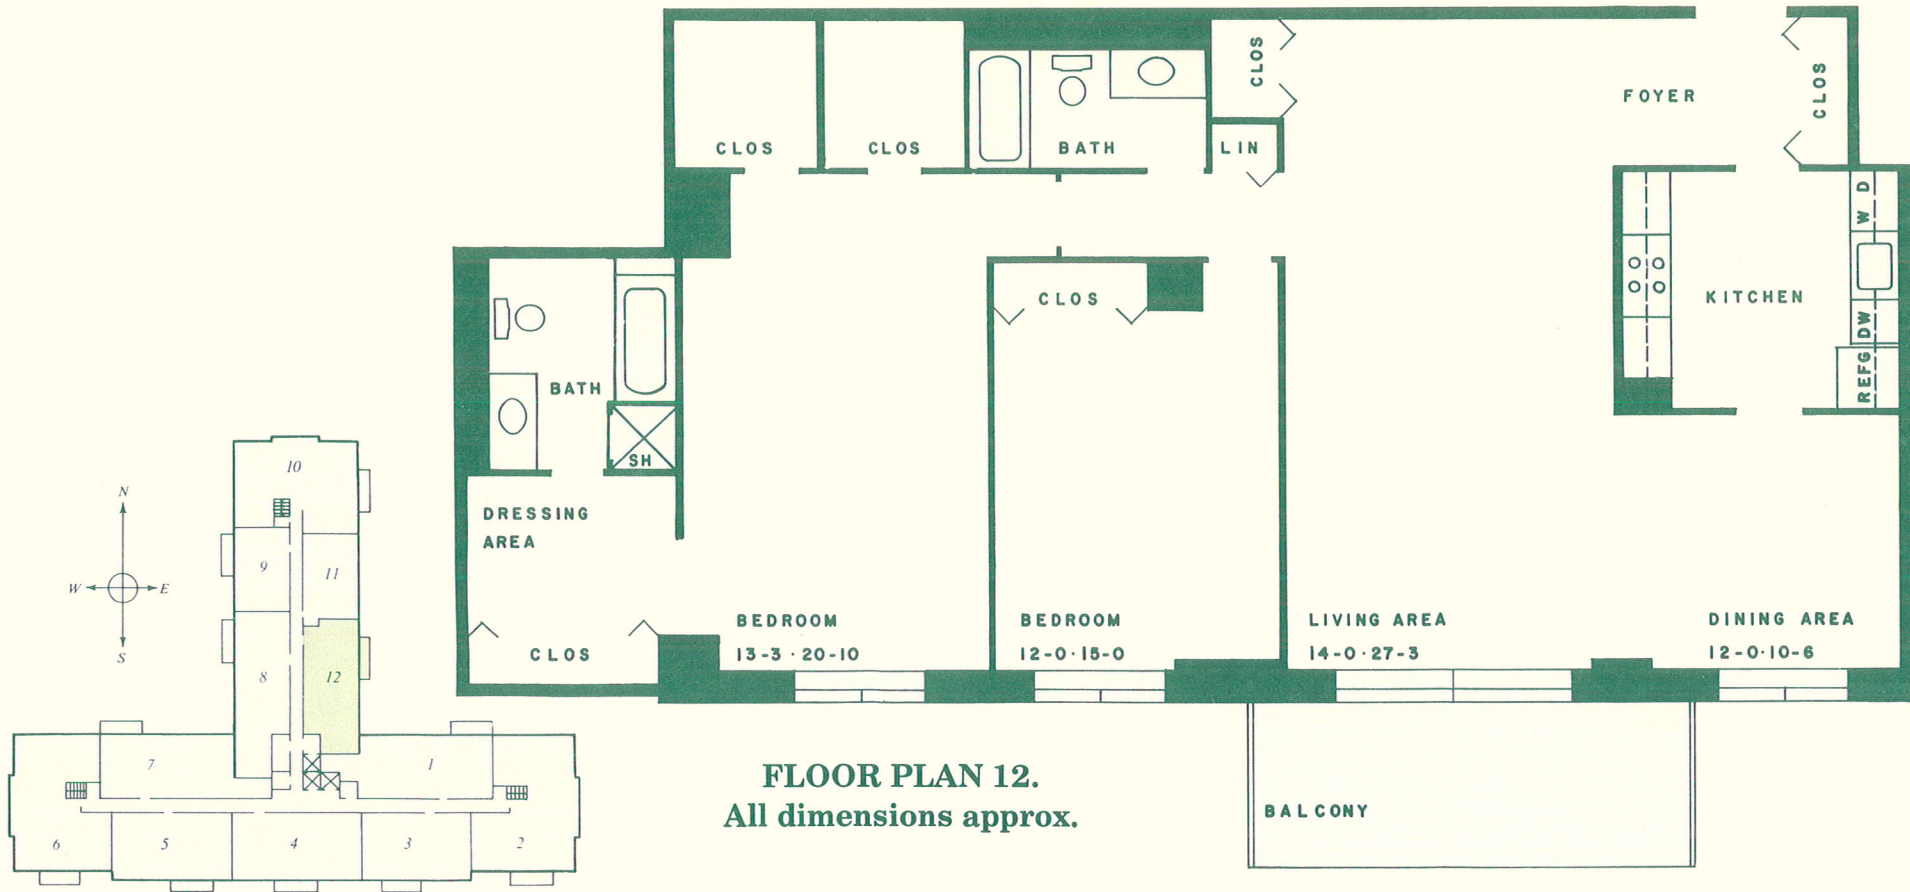 CLOS
CLOS
BATH
CLOS
LIN
FOYER
CLOS
W D
KITCHEN
DW
REFG
CLOS
BATH
SH
DRESSING
AREA
CLOS
BEDROOM
13-3 · 20-10
BEDROOM
12-0 · 15-0
LIVING AREA
14-0 · 27-3
DINING AREA
12-0 · 10-6
BALCONY
FLOOR PLAN 12.
All dimensions approx.
N
W E
S
10
9
11
8
12
7
1
6
5
4
3
2